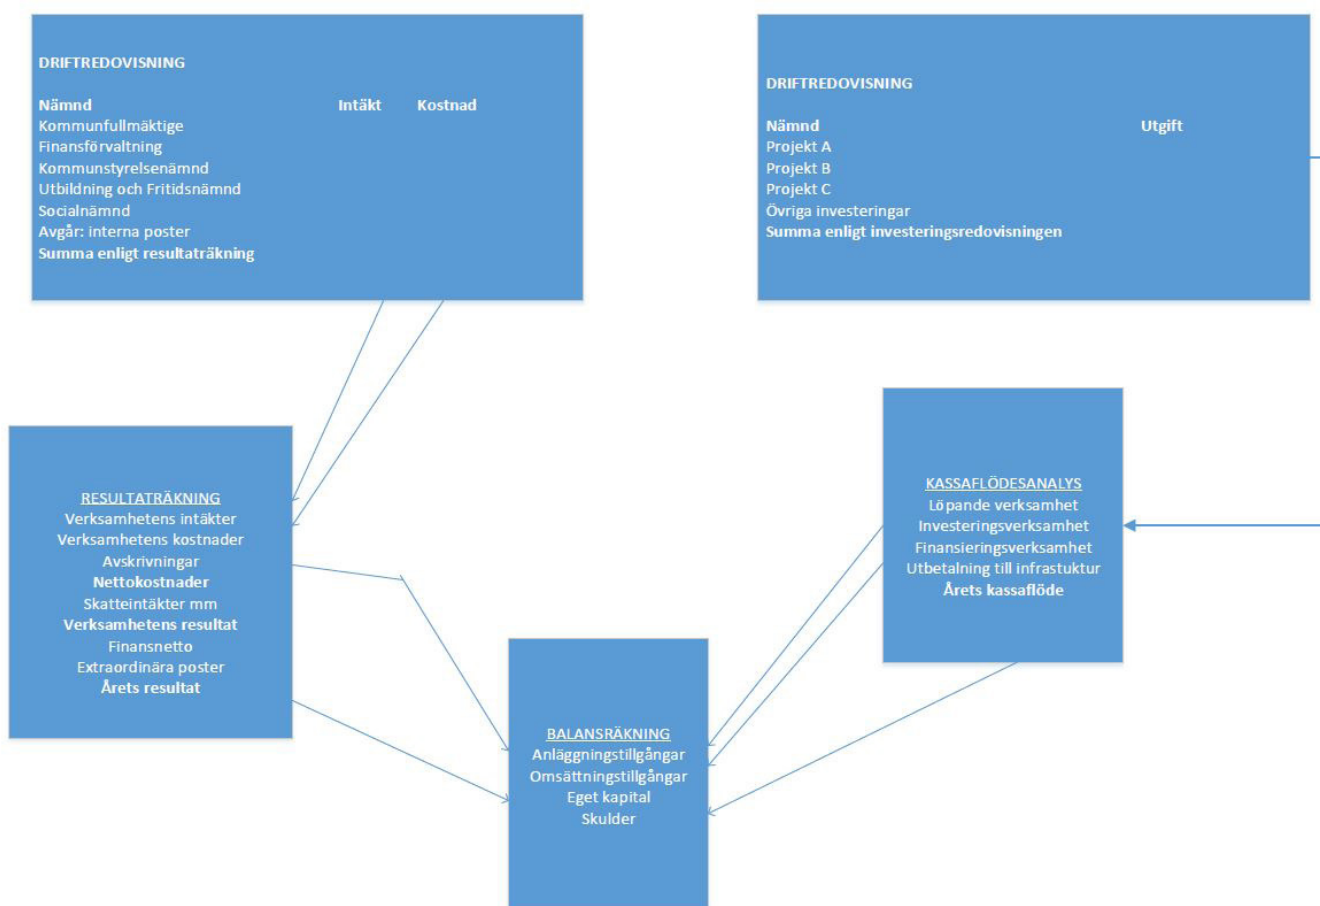 DRIFTREDOVISNING
Nämnd Intäkt Kostnad
Kommunfullmäktige
Finansförvaltning
Kommunstyrelsenämnd
Utbildning och Fritidsnämnd
Socialnämnd
Avgår: interna poster
Summa enligt resultaträkning
DRIFTREDOVISNING
Nämnd Utgift
Projekt A
Projekt B
Projekt C
Övriga investeringar
Summa enligt investeringsredovisningen
RESULTATRÄKNING
Verksamhetens intäkter
Verksamhetens kostnader
Avskrivningar
Nettokostnader
Skatteintäkter mm
Verksamhetens resultat
Finansnetto
Extraordinära poster
Årets resultat
KASSAFLÖDESANALYS
Löpande verksamhet
Investeringsverksamhet
Finansieringsverksamhet
Utbetalning till infrastuktur
Årets kassaflöde
BALANSRÄKNING
Anläggningstillgångar
Omsättningstillgångar
Eget kapital
Skulder